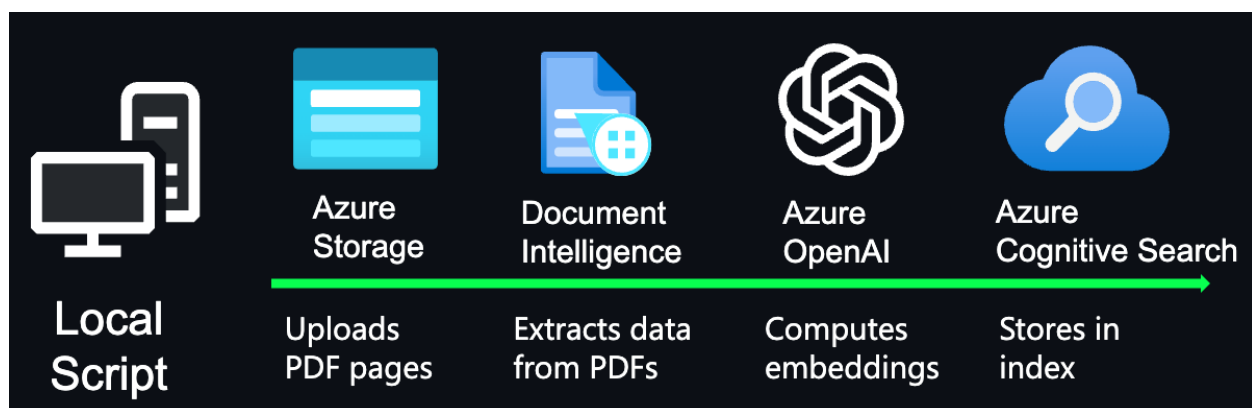 Local
Script
Azure
Storage
Document
Intelligence
Azure
OpenAI
Azure
Cognitive Search
Uploads
PDF pages
Extracts data
from PDFs
Computes
embeddings
Stores in
index